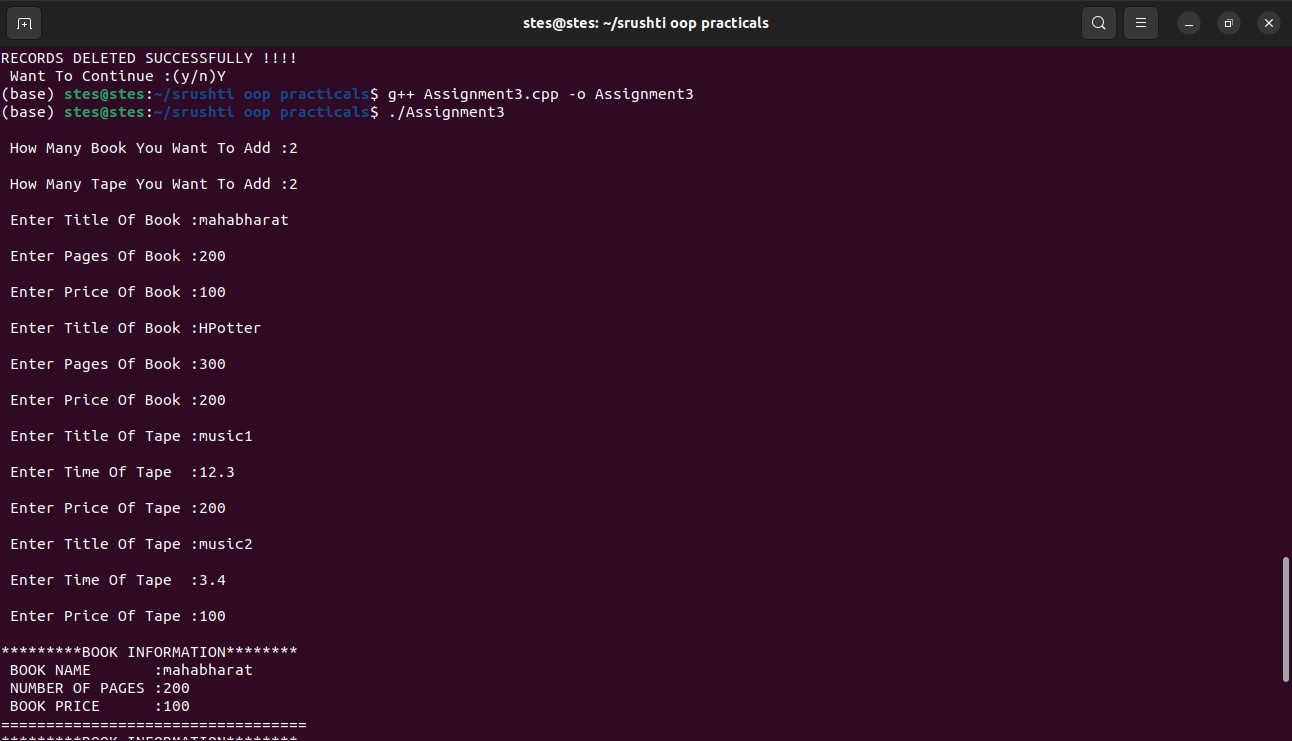 stes@stes: ~/srushti oop practicals
RECORDS DELETED SUCCESSFULLY !!!!
Want To Continue :(y/n)Y
(base) stes@stes:~/srushti oop practicals$ g++ Assignment3.cpp -o Assignment3
(base) stes@stes:~/srushti oop practicals$ ./Assignment3
How Many Book You Want To Add :2
How Many Tape You Want To Add :2
Enter Title Of Book :mahabharat
Enter Pages Of Book :200
Enter Price Of Book :100
Enter Title Of Book :HPotter
Enter Pages Of Book :300
Enter Price Of Book :200
Enter Title Of Tape :music1
Enter Time Of Tape  :12.3
Enter Price Of Tape :200
Enter Title Of Tape :music2
Enter Time Of Tape  :3.4
Enter Price Of Tape :100
*********BOOK INFORMATION********
BOOK NAME       :mahabharat
NUMBER OF PAGES :200
BOOK PRICE      :100
==================================
*********BOOK INFORMATION********